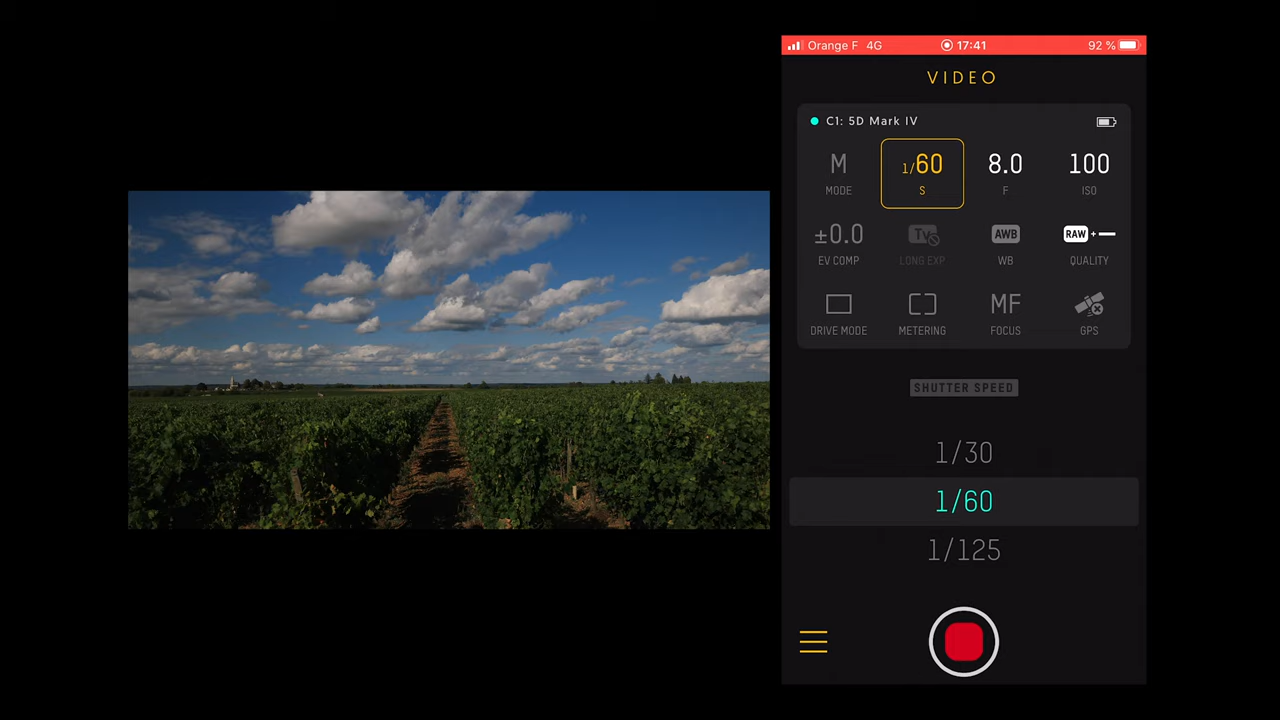 Orange F 4G 17:41 92 %
VIDEO
C1: 5D Mark IV
M 1/60 8.0 100
MODE S F ISO
±0.0 Tv AWB RAW+—
EV COMP LONG EXP WB QUALITY
MF
DRIVE MODE METERING FOCUS GPS
SHUTTER SPEED
1/30
1/60
1/125